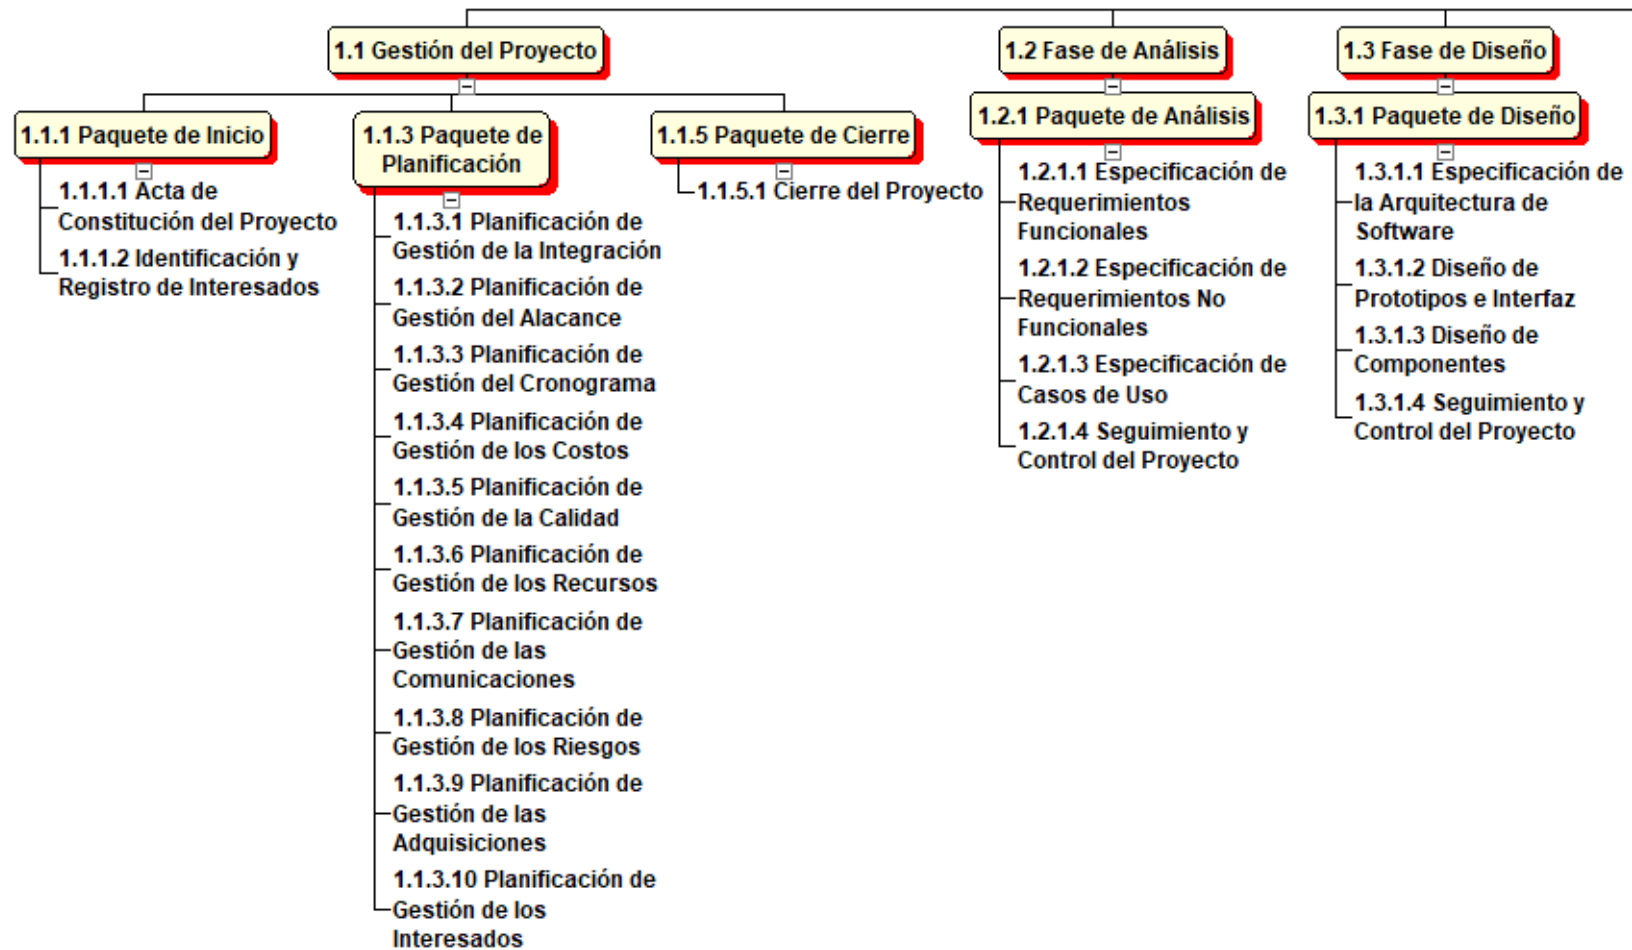 1.1 Gestión del Proyecto
1.1.1 Paquete de Inicio
1.1.1.1 Acta de
Constitución del Proyecto
1.1.1.2 Identificación y
Registro de Interesados
1.1.3 Paquete de
Planificación
1.1.3.1 Planificación de
Gestión de la Integración
1.1.3.2 Planificación de
Gestión del Alacance
1.1.3.3 Planificación de
Gestión del Cronograma
1.1.3.4 Planificación de
Gestión de los Costos
1.1.3.5 Planificación de
Gestión de la Calidad
1.1.3.6 Planificación de
Gestión de los Recursos
1.1.3.7 Planificación de
Gestión de las
Comunicaciones
1.1.3.8 Planificación de
Gestión de los Riesgos
1.1.3.9 Planificación de
Gestión de las
Adquisiciones
1.1.3.10 Planificación de
Gestión de los
Interesados
1.1.5 Paquete de Cierre
1.1.5.1 Cierre del Proyecto
1.2 Fase de Análisis
1.2.1 Paquete de Análisis
1.2.1.1 Especificación de
Requerimientos
Funcionales
1.2.1.2 Especificación de
Requerimientos No
Funcionales
1.2.1.3 Especificación de
Casos de Uso
1.2.1.4 Seguimiento y
Control del Proyecto
1.3 Fase de Diseño
1.3.1 Paquete de Diseño
1.3.1.1 Especificación de
la Arquitectura de
Software
1.3.1.2 Diseño de
Prototipos e Interfaz
1.3.1.3 Diseño de
Componentes
1.3.1.4 Seguimiento y
Control del Proyecto